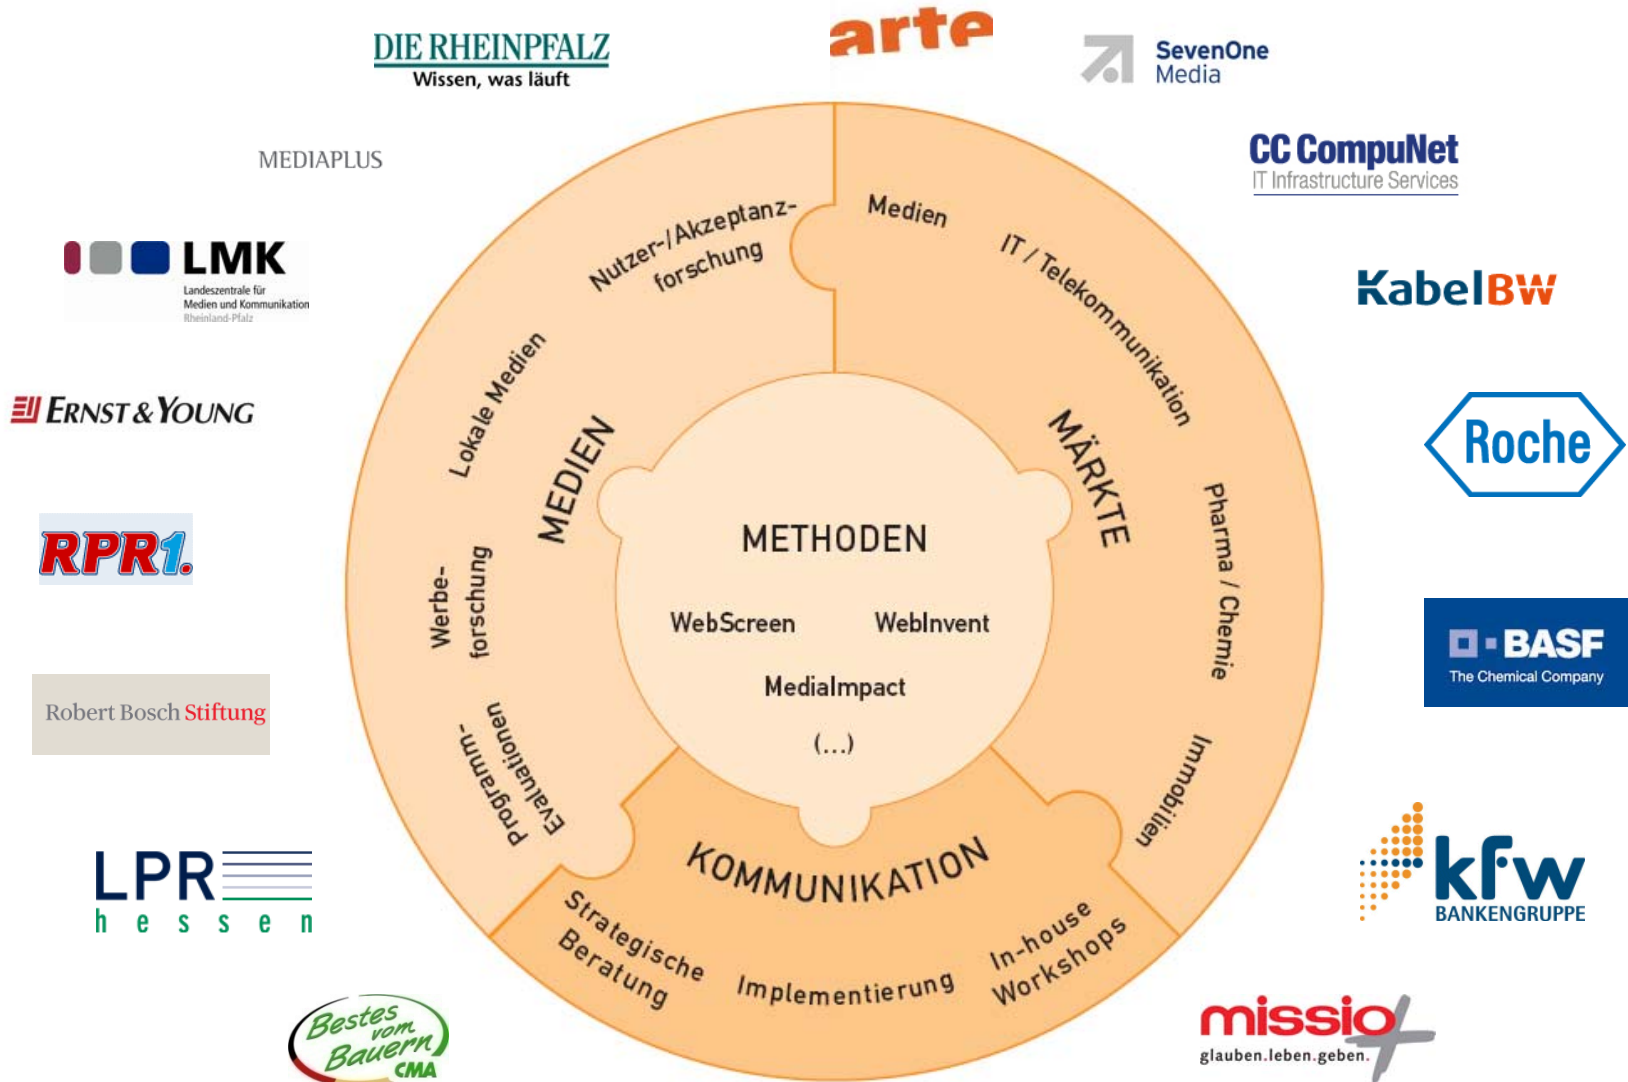 DIE RHEINPFALZ
Wissen, was läuft
arte
SevenOne
Media
MEDIAPLUS
CC CompuNet
IT Infrastructure Services
LMK
Landeszentrale für
Medien und Kommunikation
Rheinland-Pfalz
KabelBW
ERNST & YOUNG
Roche
RPR1.
BASF
The Chemical Company
Robert Bosch Stiftung
LPR
hessen
kfw
BANKENGRUPPE
Bestes
vom
Bauern
CMA
missio
glauben.leben.geben.
MEDIEN
Nutzer-/Akzeptanz-
forschung
Lokale Medien
Werbe-
forschung
Programm-
Evaluationen
MÄRKTE
Medien
IT / Telekommunikation
Pharma / Chemie
Immobilien
METHODEN
WebScreen
WebInvent
MediaImpact
(...)
KOMMUNIKATION
Strategische
Beratung
Implementierung
In-house
Workshops